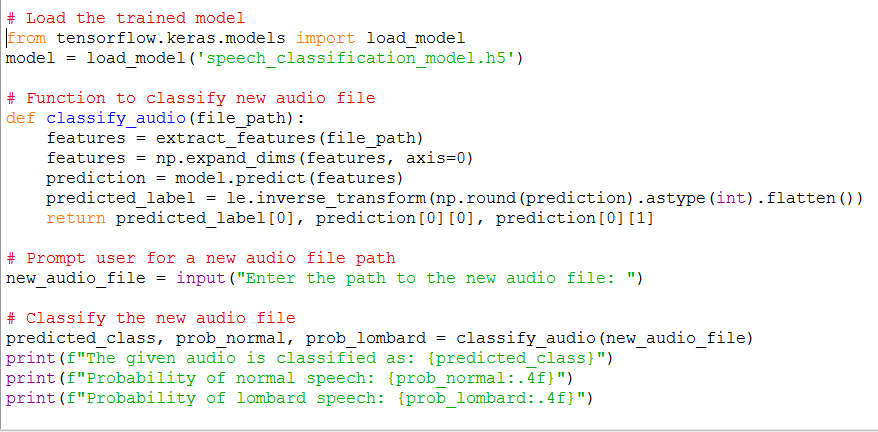 # Load the trained model
from tensorflow.keras.models import load_model
model = load_model('speech_classification_model.h5')
# Function to classify new audio file
def classify_audio(file_path):
    features = extract_features(file_path)
    features = np.expand_dims(features, axis=0)
    prediction = model.predict(features)
    predicted_label = le.inverse_transform(np.round(prediction).astype(int).flatten())
    return predicted_label[0], prediction[0][0], prediction[0][1]
# Prompt user for a new audio file path
new_audio_file = input("Enter the path to the new audio file: ")
# Classify the new audio file
predicted_class, prob_normal, prob_lombard = classify_audio(new_audio_file)
print(f"The given audio is classified as: {predicted_class}")
print(f"Probability of normal speech: {prob_normal:.4f}")
print(f"Probability of lombard speech: {prob_lombard:.4f}")